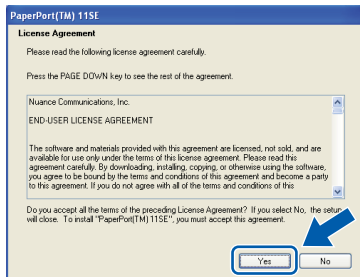 PaperPort(TM) 11SE
License Agreement
Please read the following license agreement carefully.
Press the PAGE DOWN key to see the rest of the agreement.
Nuance Communications, Inc.
END-USER LICENSE AGREEMENT
The software and materials provided with this agreement are licensed, not sold, and are
available for use only under the terms of this license agreement. Please read this
agreement carefully. By downloading, installing, copying, or otherwise using the software,
you agree to be bound by the terms and conditions of this agreement and become a party
to this agreement. If you do not agree with all of the terms and conditions of this
Do you accept all the terms of the preceding License Agreement? If you select No, the setup
will close. To install "PaperPort(TM) 11SE", you must accept this agreement.
Yes
No